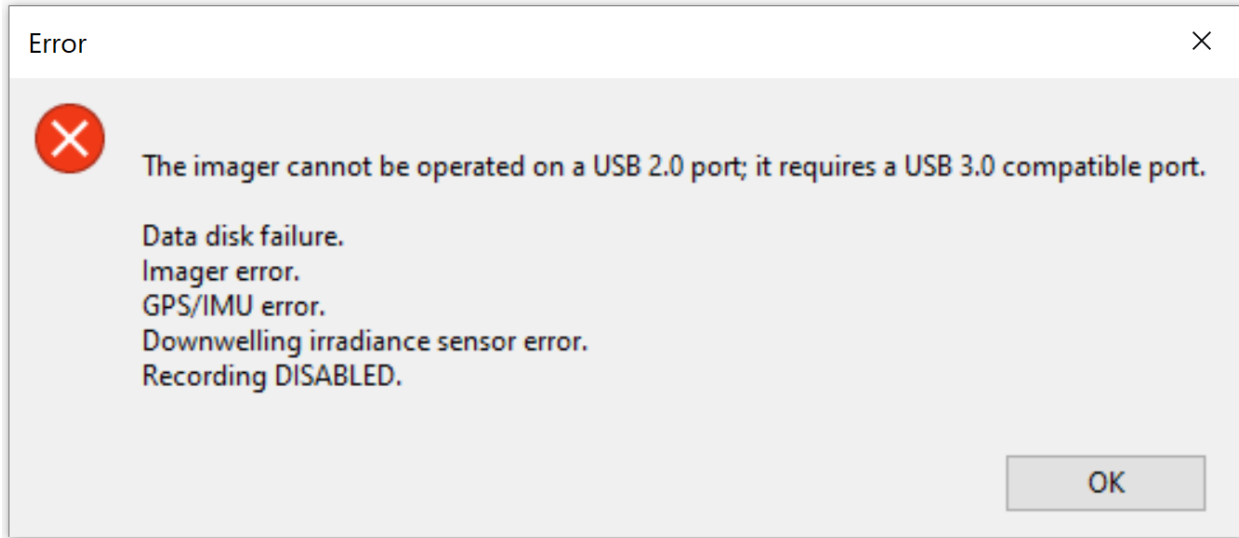 Error
The imager cannot be operated on a USB 2.0 port; it requires a USB 3.0 compatible port.
Data disk failure.
Imager error.
GPS/IMU error.
Downwelling irradiance sensor error.
Recording DISABLED.
OK